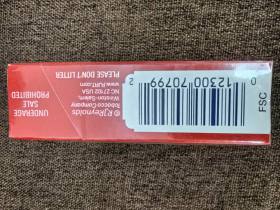 UNDERAGE
SALE
PROHIBITED
© RJReynolds
Tobacco Company
Winston-Salem,
NC 27102 USA
www.RJRT.com
PLEASE DON'T LITTER
0 12300 70799 2
FSC